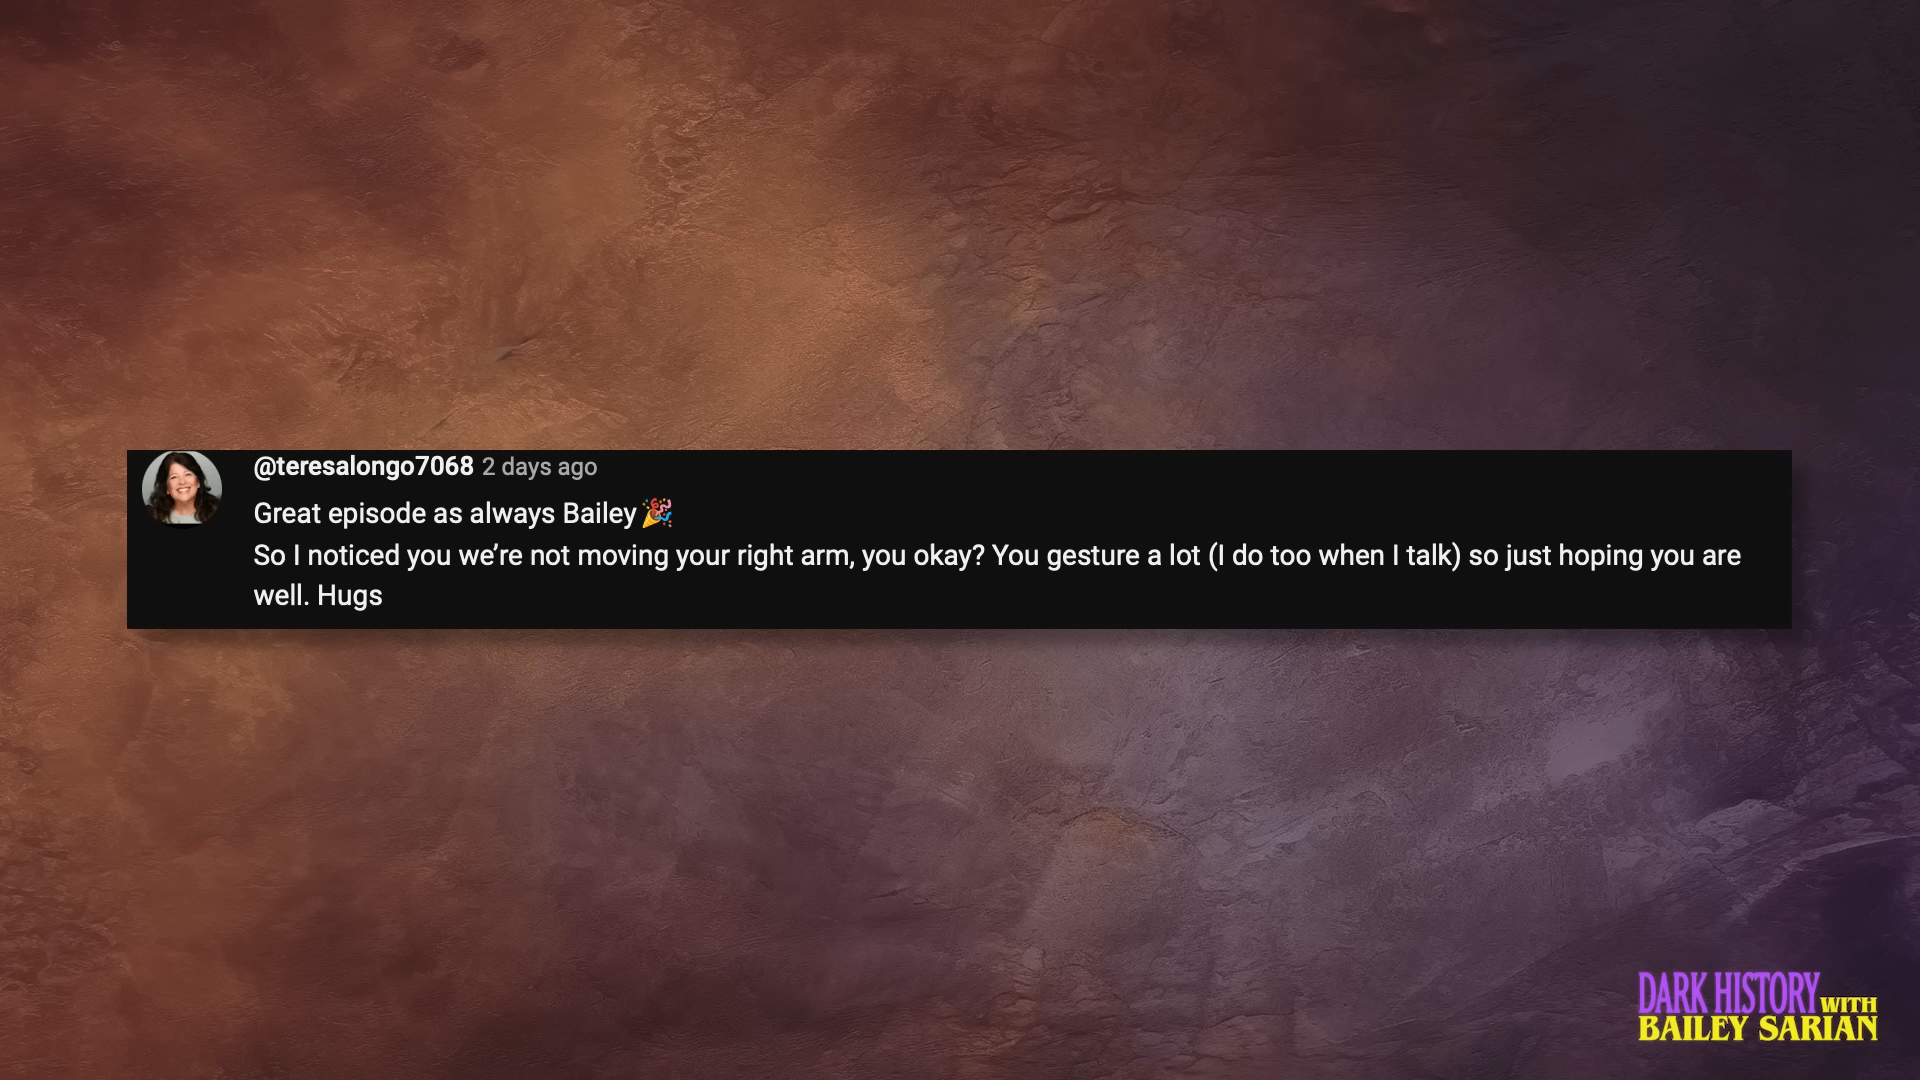 @teresalongo7068 2 days ago
Great episode as always Bailey🎉
So I noticed you we’re not moving your right arm, you okay? You gesture a lot (I do too when I talk) so just hoping you are
well. Hugs
DARK HISTORY WITH
BAILEY SARIAN